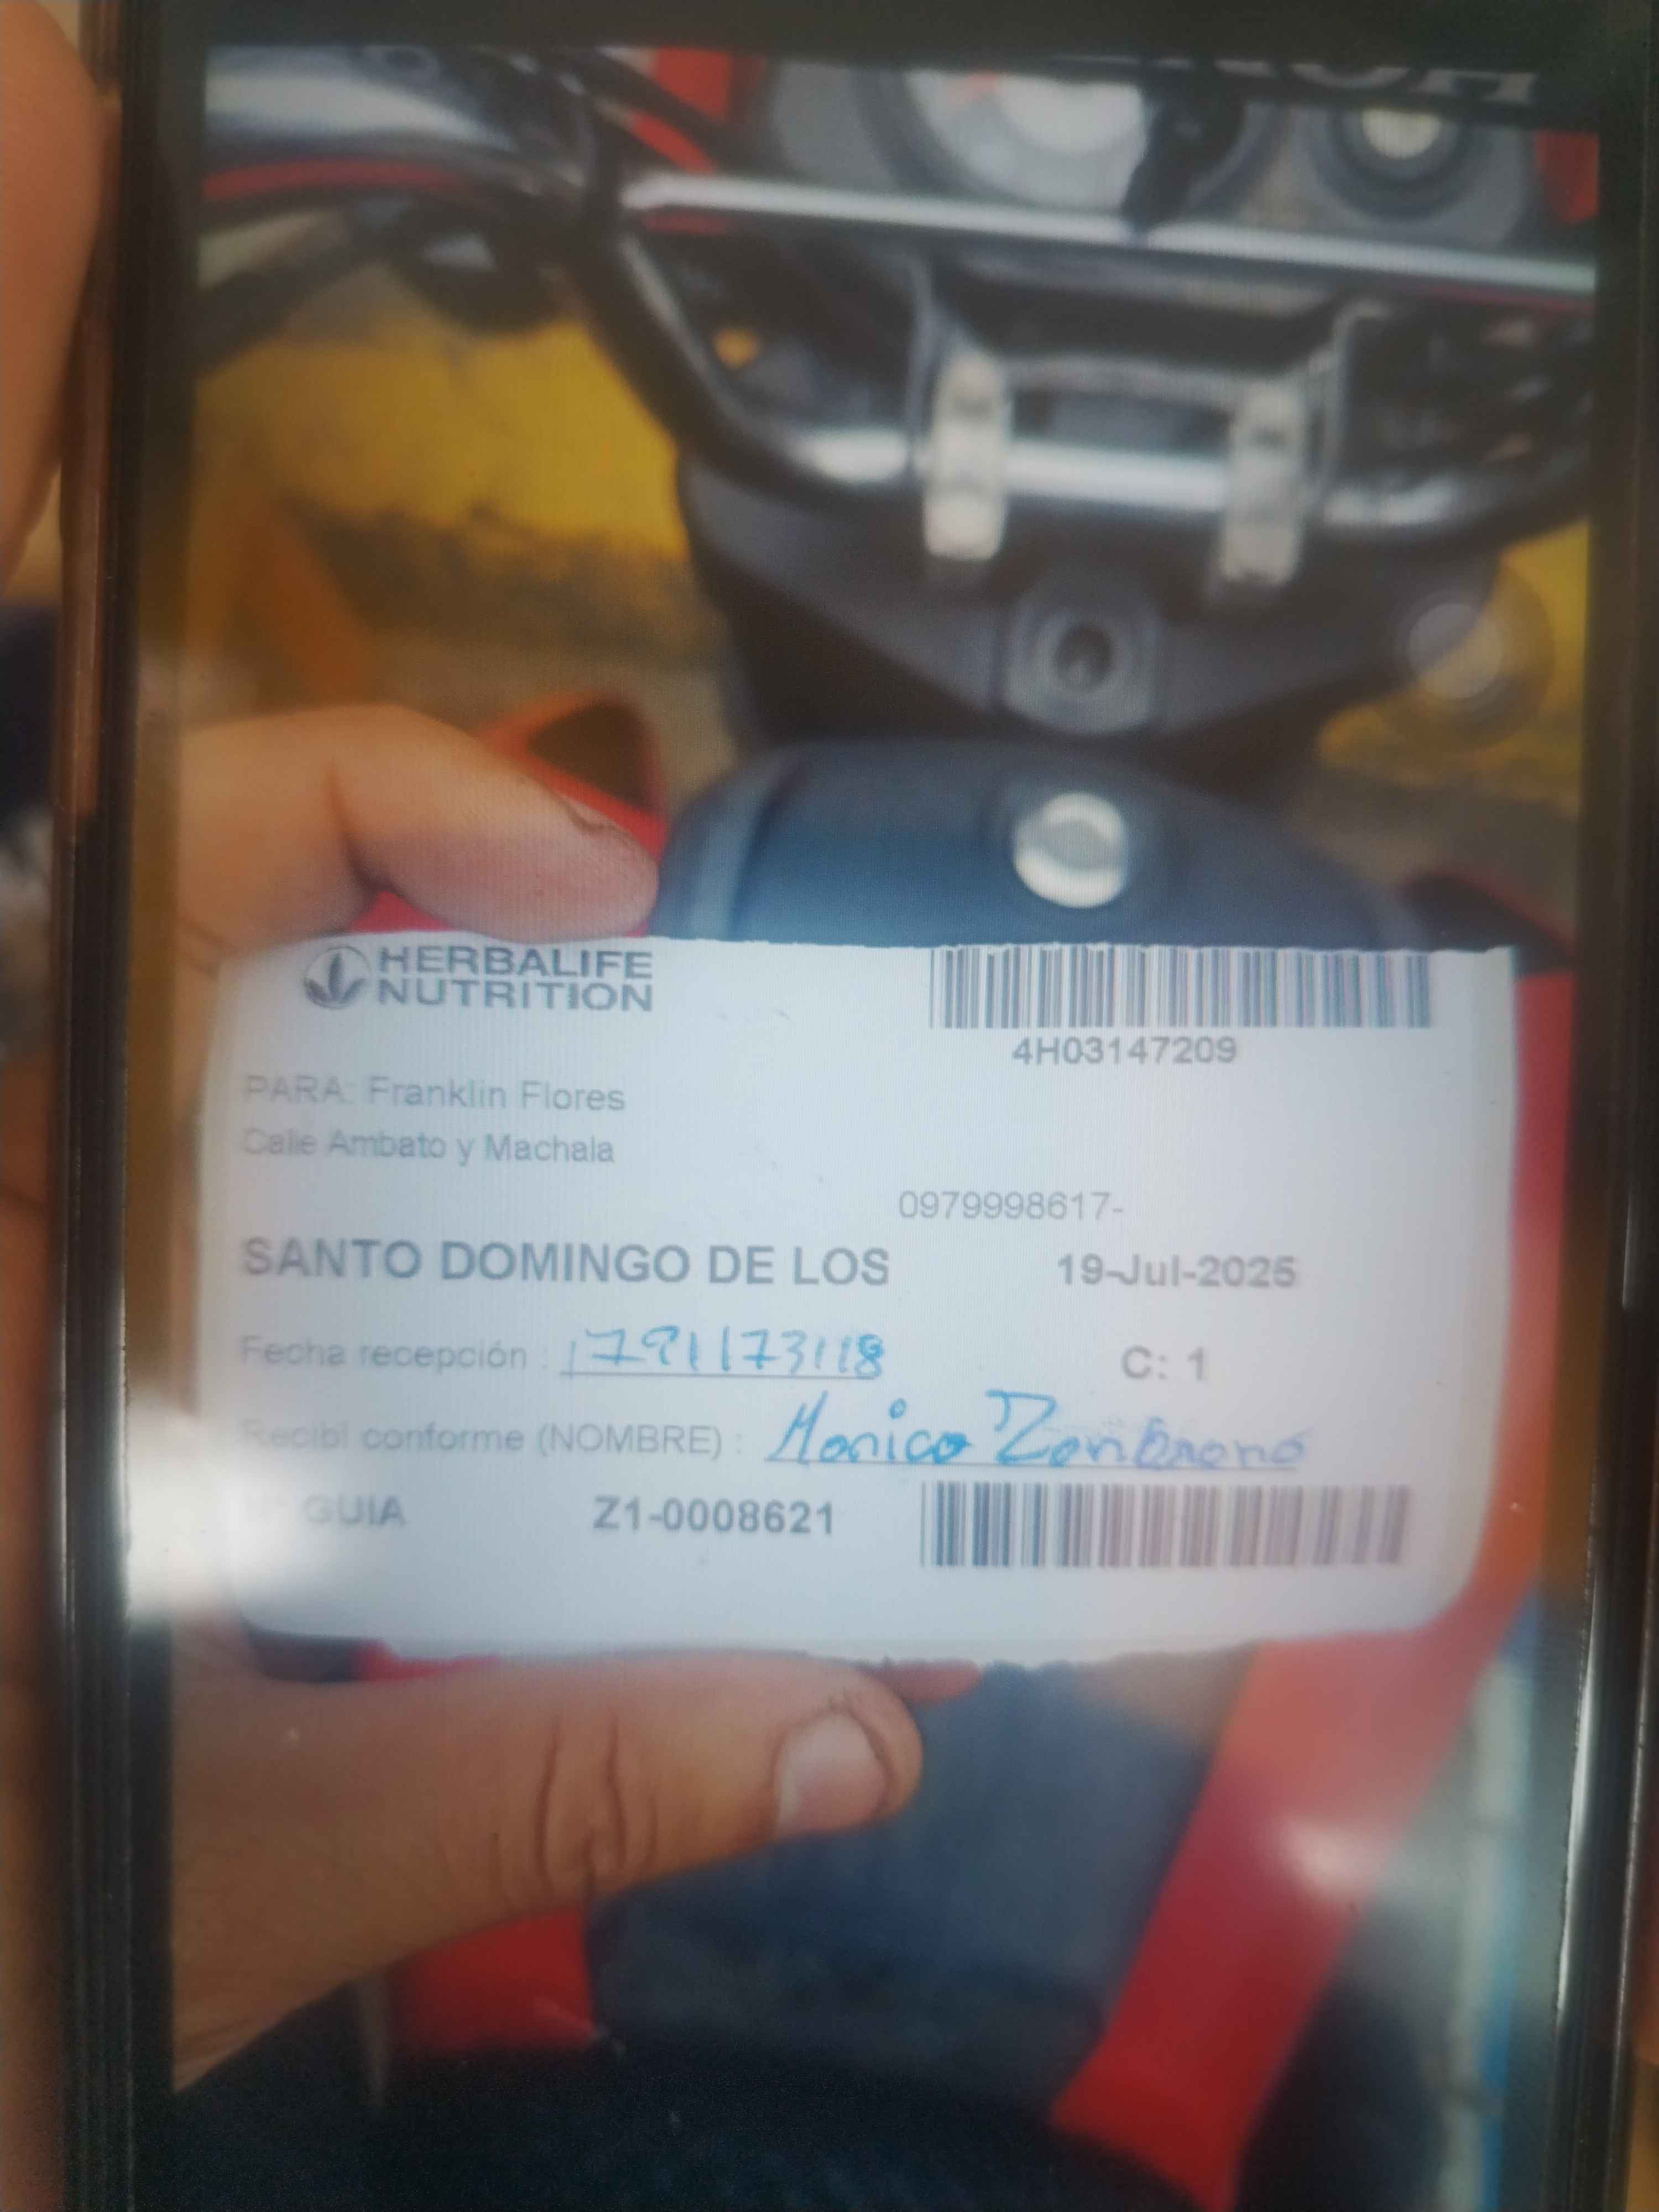 HERBALIFE
NUTRITION
4H03147209
PARA: Franklin Flores
Calle Ambato y Machala
0979998617-
SANTO DOMINGO DE LOS
19-Jul-2025
Fecha recepción : 1791173118
C: 1
Recibí conforme (NOMBRE) : Monica Zambrano
GUIA Z1-0008621